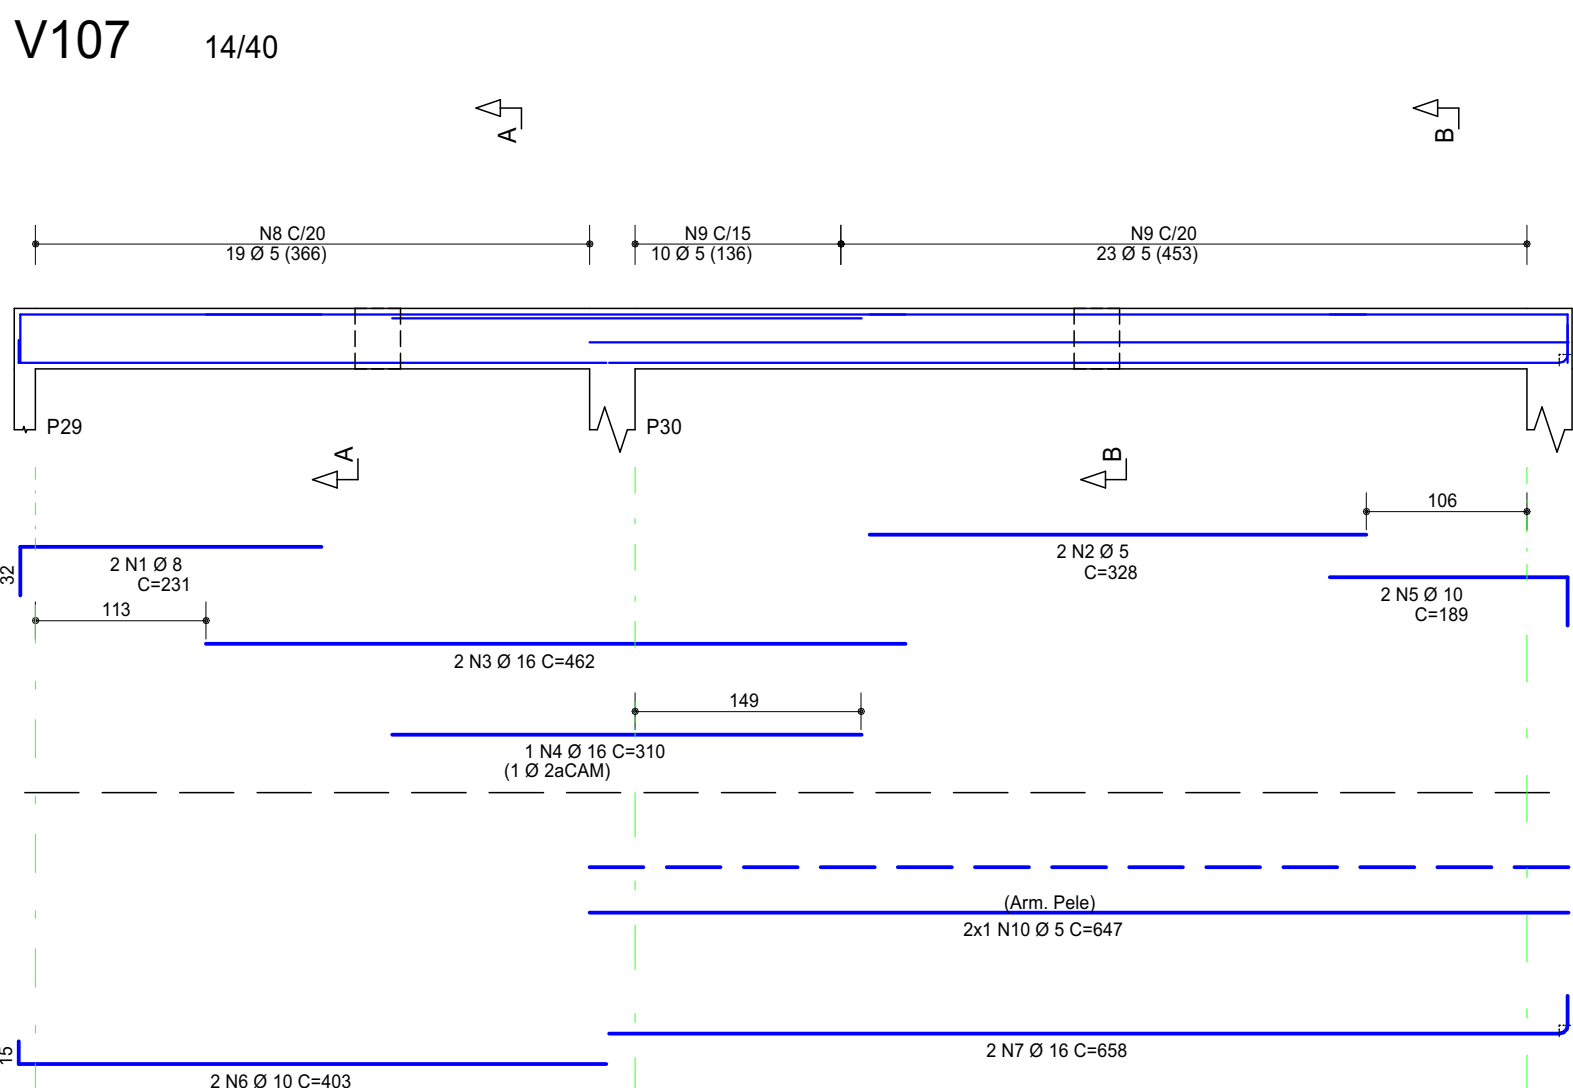 V107 14/40
A
B
N8 C/20
19 Ø 5 (366)
N9 C/15
10 Ø 5 (136)
N9 C/20
23 Ø 5 (453)
P29
P30
A
B
106
2 N2 Ø 5
C=328
32
2 N1 Ø 8
C=231
2 N5 Ø 10
C=189
113
2 N3 Ø 16 C=462
149
1 N4 Ø 16 C=310
(1 Ø 2aCAM)
(Arm. Pele)
2x1 N10 Ø 5 C=647
15
2 N7 Ø 16 C=658
2 N6 Ø 10 C=403